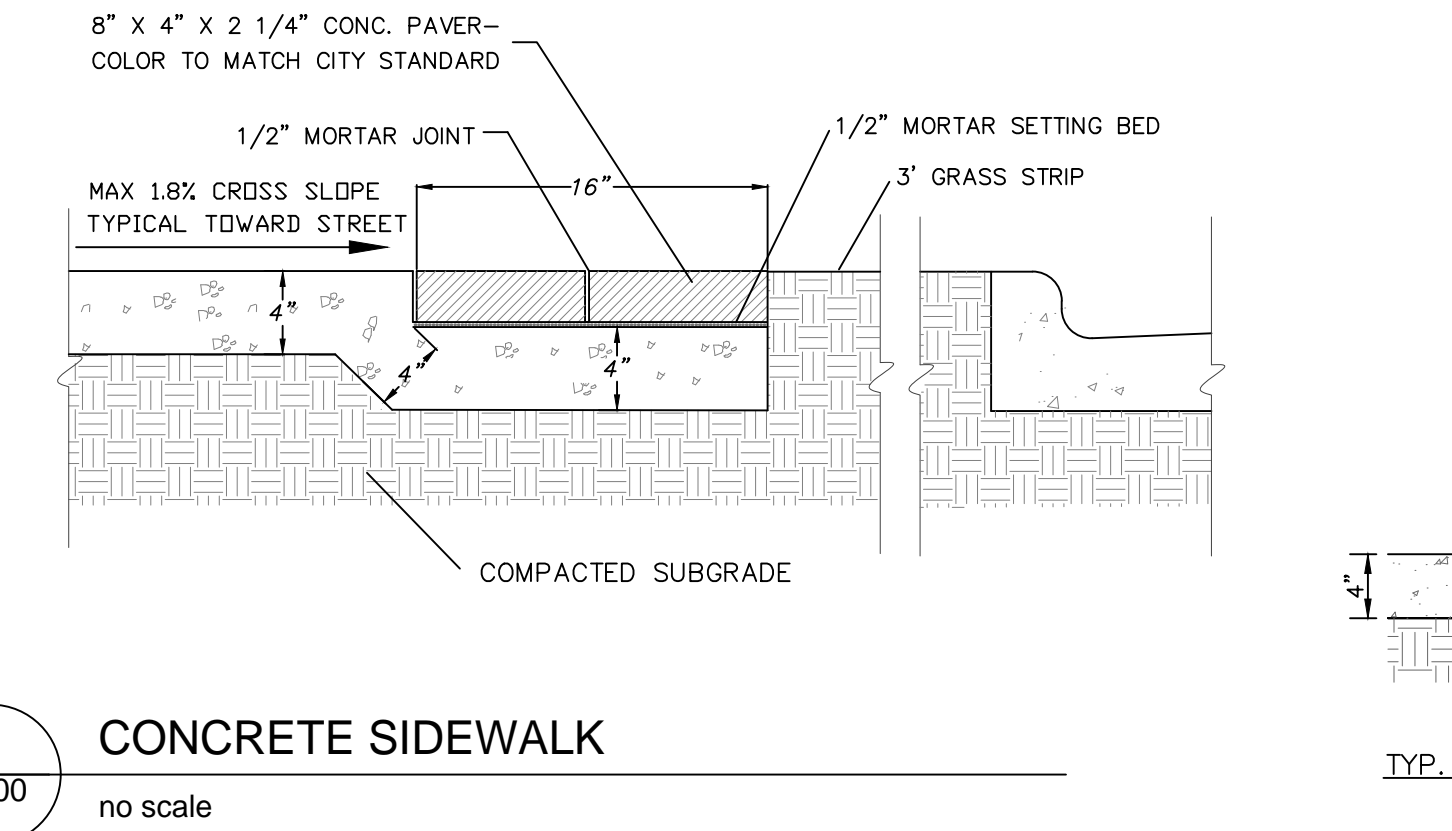 8” X 4” X 2 1/4” CONC. PAVER–
COLOR TO MATCH CITY STANDARD
1/2” MORTAR JOINT
1/2” MORTAR SETTING BED
MAX 1.8% CROSS SLOPE
TYPICAL TOWARD STREET
16”
3’ GRASS STRIP
4”
4”
4”
COMPACTED SUBGRADE
4”
CONCRETE SIDEWALK
00
no scale
TYP.